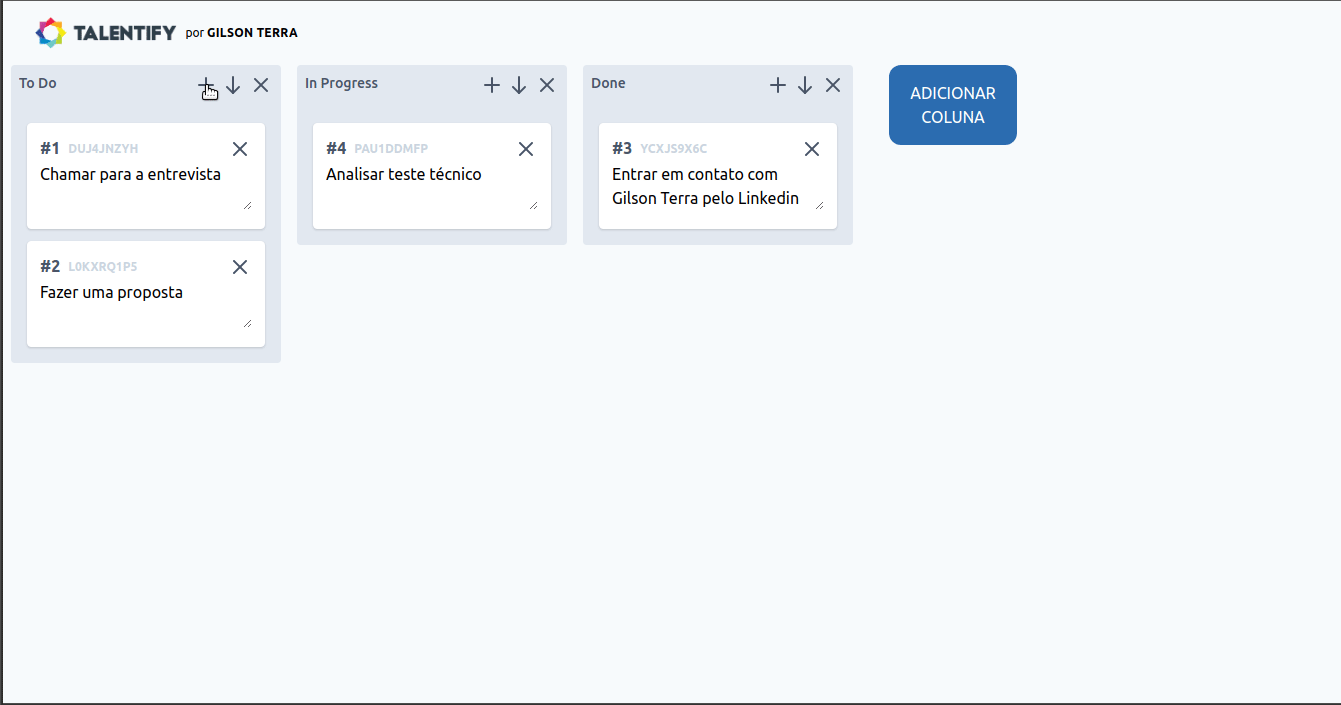 TALENTIFY por GILSON TERRA
To Do
#1 DUJ4JNZYH
Chamar para a entrevista
#2 L0KXRQ1P5
Fazer uma proposta
In Progress
#4 PAU1DDMFP
Analisar teste técnico
Done
#3 YCXJS9X6C
Entrar em contato com
Gilson Terra pelo Linkedin
ADICIONAR
COLUNA